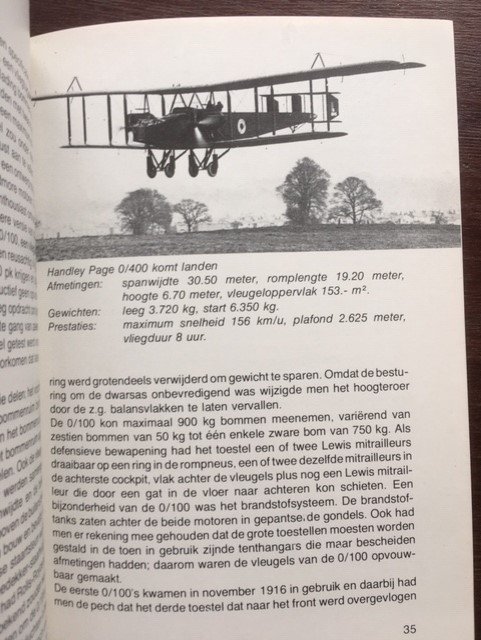 Handley Page 0/400 komt landen
Afmetingen: spanwijdte 30.50 meter, romplengte 19.20 meter,
hoogte 6.70 meter, vleugeloppervlak 153.- m².
Gewichten: leeg 3.720 kg, start 6.350 kg.
Prestaties: maximum snelheid 156 km/u, plafond 2.625 meter,
vliegduur 8 uur.
ring werd grotendeels verwijderd om gewicht te sparen. Omdat de bestu-
ring om de dwarsas onbevredigend was wijzigde men het hoogteroer
door de z.g. balansvlakken te laten vervallen.
De 0/100 kon maximaal 900 kg bommen meenemen, variërend van
zestien bommen van 50 kg tot één enkele zware bom van 750 kg. Als
defensieve bewapening had het toestel een of twee Lewis mitrailleurs
draaibaar op een ring in de rompneus, een of twee dezelfde mitrailleurs in
de achterste cockpit, vlak achter de vleugels plus nog een Lewis mitrail-
leur die door een gat in de vloer naar achteren kon schieten. Een
bijzonderheid van de 0/100 was het brandstofsysteem. De brandstof-
tanks zaten achter de beide motoren in gepantserde gondels. Ook had
men er rekening mee gehouden dat de grote toestellen moesten worden
gestald in de toen in gebruik zijnde tenthangars die maar bescheiden
afmetingen hadden; daarom waren de vleugels van de 0/100 opvouw-
baar gemaakt.
De eerste 0/100's kwamen in november 1916 in gebruik en daarbij had
men de pech dat het derde toestel dat naar het front werd overgevlogen
35